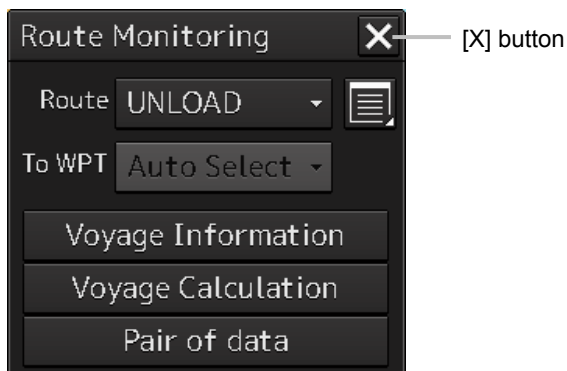 Route Monitoring
[X] button
Route UNLOAD
To WPT Auto Select
Voyage Information
Voyage Calculation
Pair of data